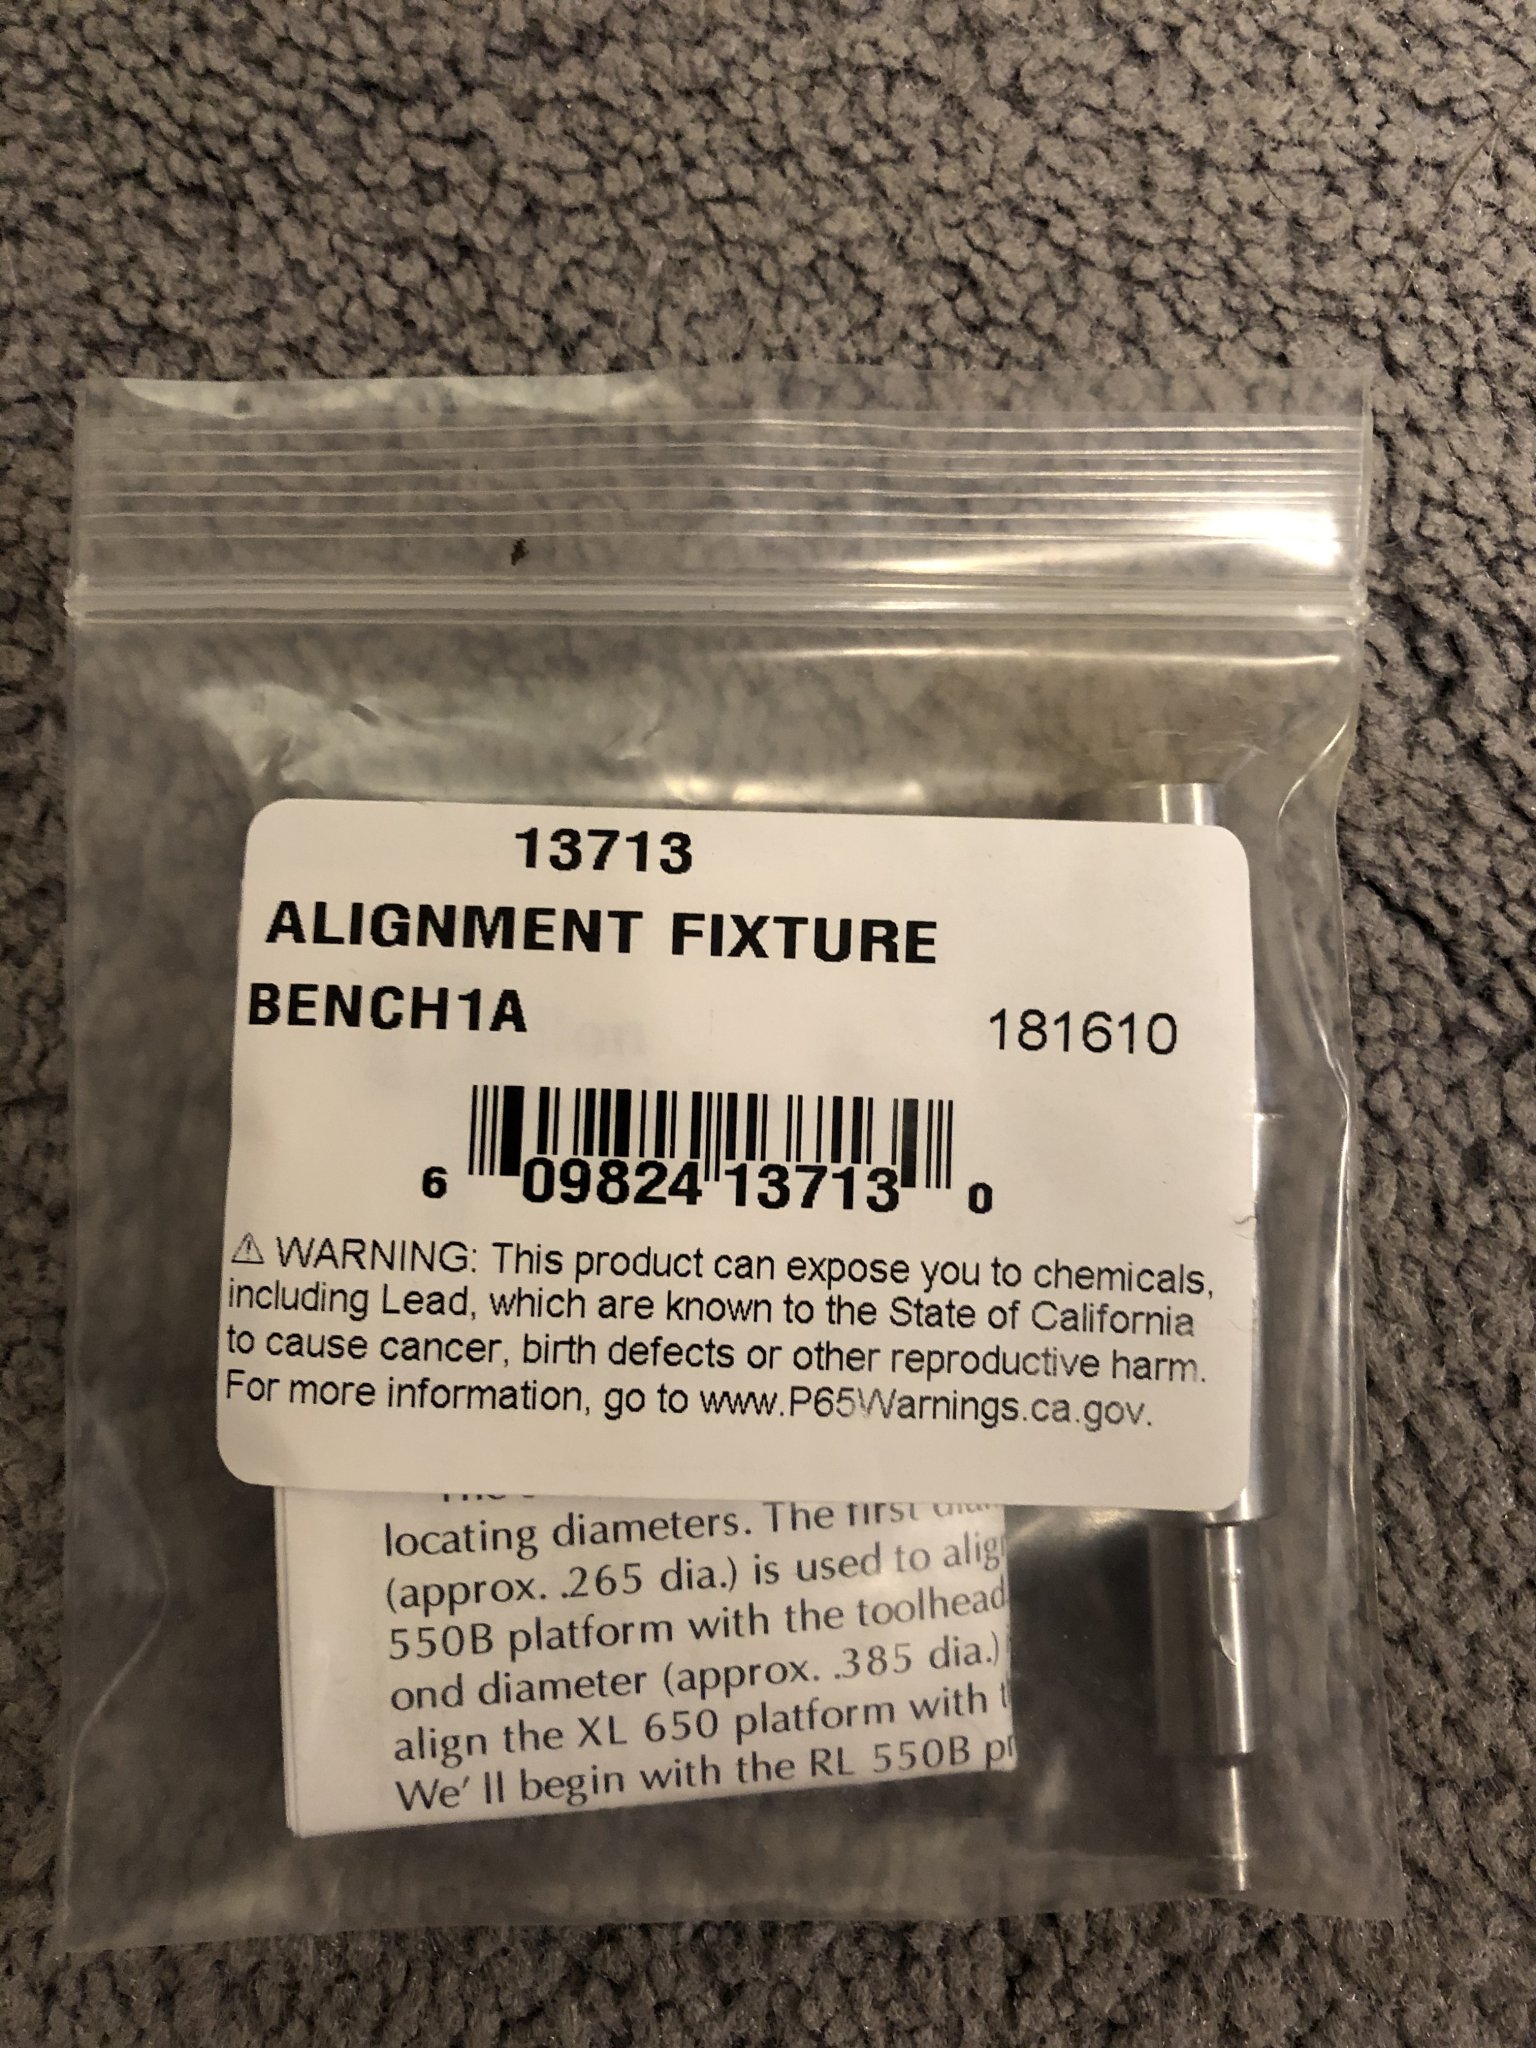 13713
ALIGNMENT FIXTURE
BENCH1A 181610
6 09824 13713 0
⚠ WARNING: This product can expose you to chemicals,
including Lead, which are known to the State of California
to cause cancer, birth defects or other reproductive harm.
For more information, go to www.P65Warnings.ca.gov.
locating diameters. The first
(approx. .265 dia.) is used to alig
550B platform with the toolhead
ond diameter (approx. .385 dia.)
align the XL 650 platform with t
We' ll begin with the RL 550B pr